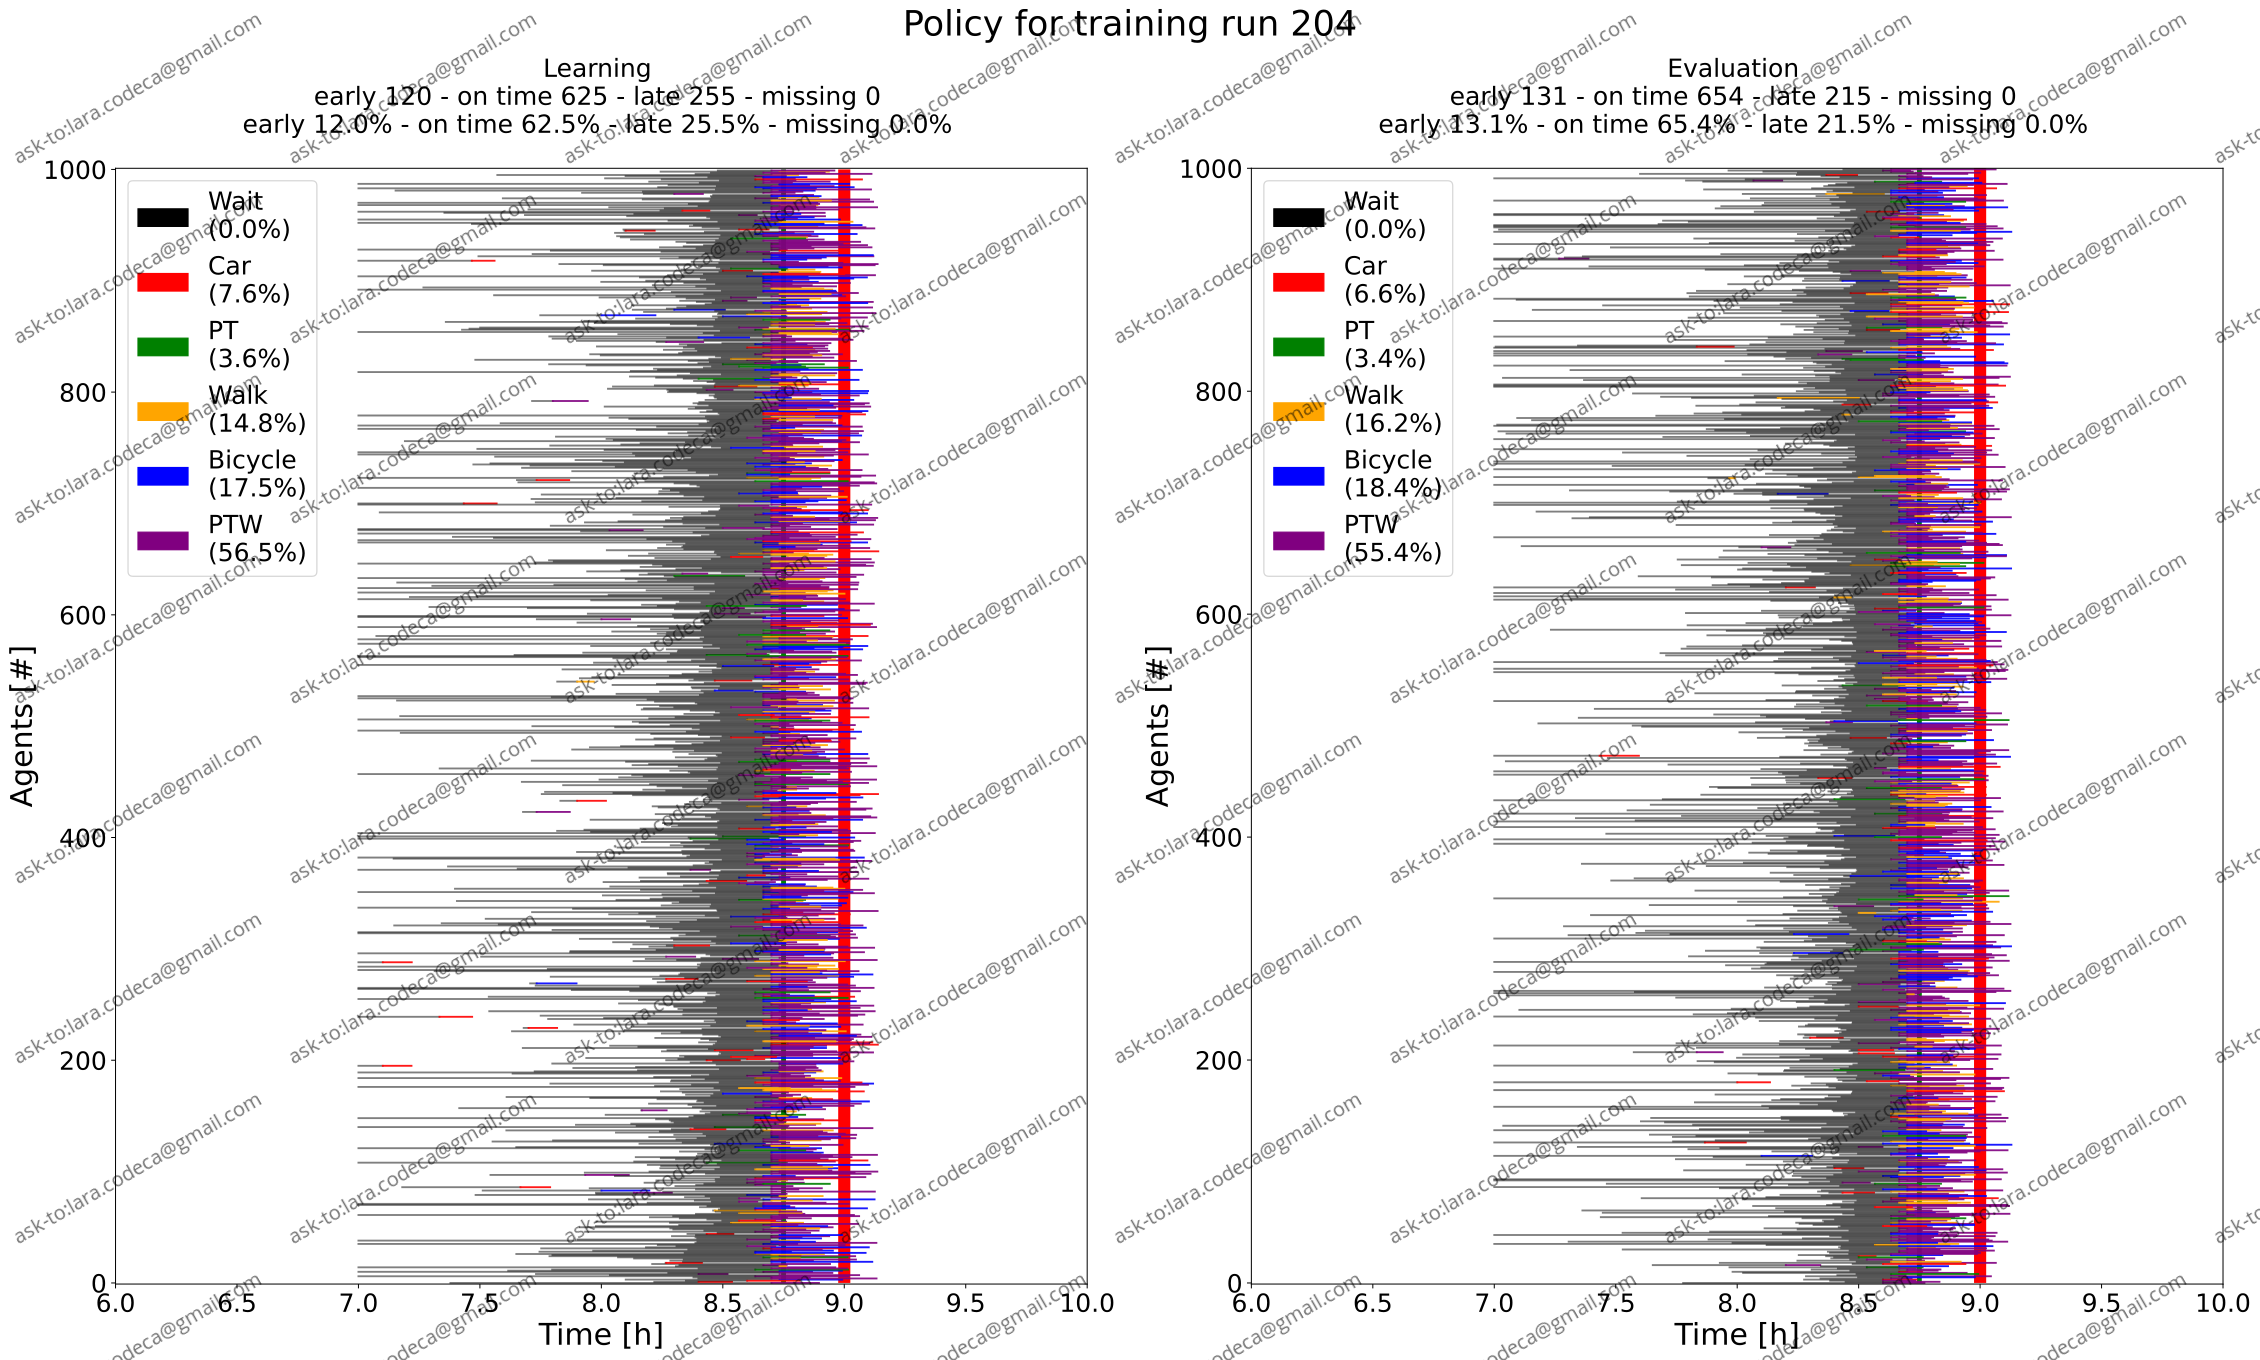 Policy for training run 204
Learning
early 120 - on time 625 - late 255 - missing 0
early 12.0% - on time 62.5% - late 25.5% - missing 0.0%
Agents [#]
1000
800
600
400
200
0
Wait
(0.0%)
Car
(7.6%)
PT
(3.6%)
Walk
(14.8%)
Bicycle
(17.5%)
PTW
(56.5%)
6.0 6.5 7.0 7.5 8.0 8.5 9.0 9.5 10.0
Time [h]
Evaluation
early 131 - on time 654 - late 215 - missing 0
early 13.1% - on time 65.4% - late 21.5% - missing 0.0%
Agents [#]
1000
800
600
400
200
0
Wait
(0.0%)
Car
(6.6%)
PT
(3.4%)
Walk
(16.2%)
Bicycle
(18.4%)
PTW
(55.4%)
6.0 6.5 7.0 7.5 8.0 8.5 9.0 9.5 10.0
Time [h]
ask-to:lara.codeca@gmail.com